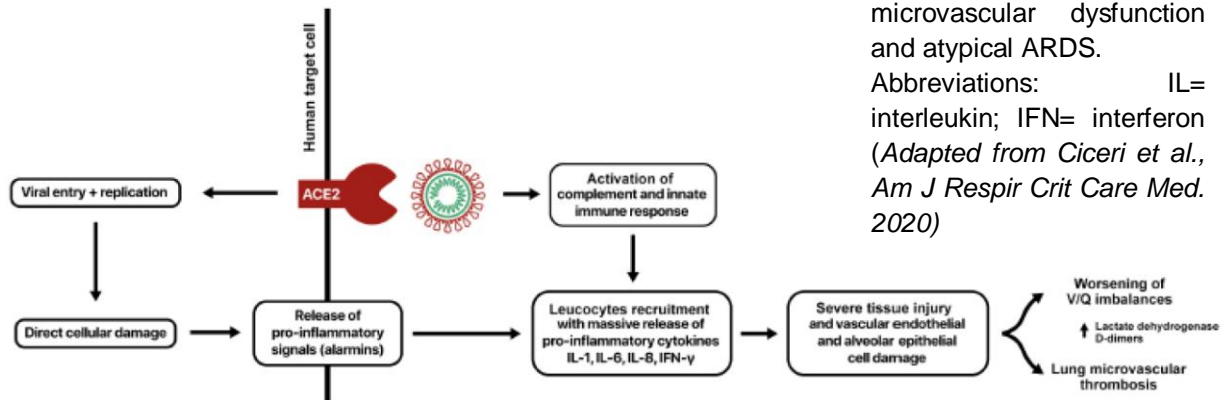 microvascular dysfunction
and atypical ARDS.
Abbreviations: IL=
interleukin; IFN= interferon
(Adapted from Ciceri et al.,
Am J Respir Crit Care Med.
2020)
Human target cell
Viral entry + replication
ACE2
Activation of
complement and innate
immune response
Direct cellular damage
Release of
pro-inflammatory
signals (alarmins)
Leucocytes recruitment
with massive release of
pro-inflammatory cytokines
IL-1, IL-6, IL-8, IFN-γ
Severe tissue injury
and vascular endothelial
and alveolar epithelial
cell damage
Worsening of
V/Q imbalances
Lactate dehydrogenase
D-dimers
Lung microvascular
thrombosis